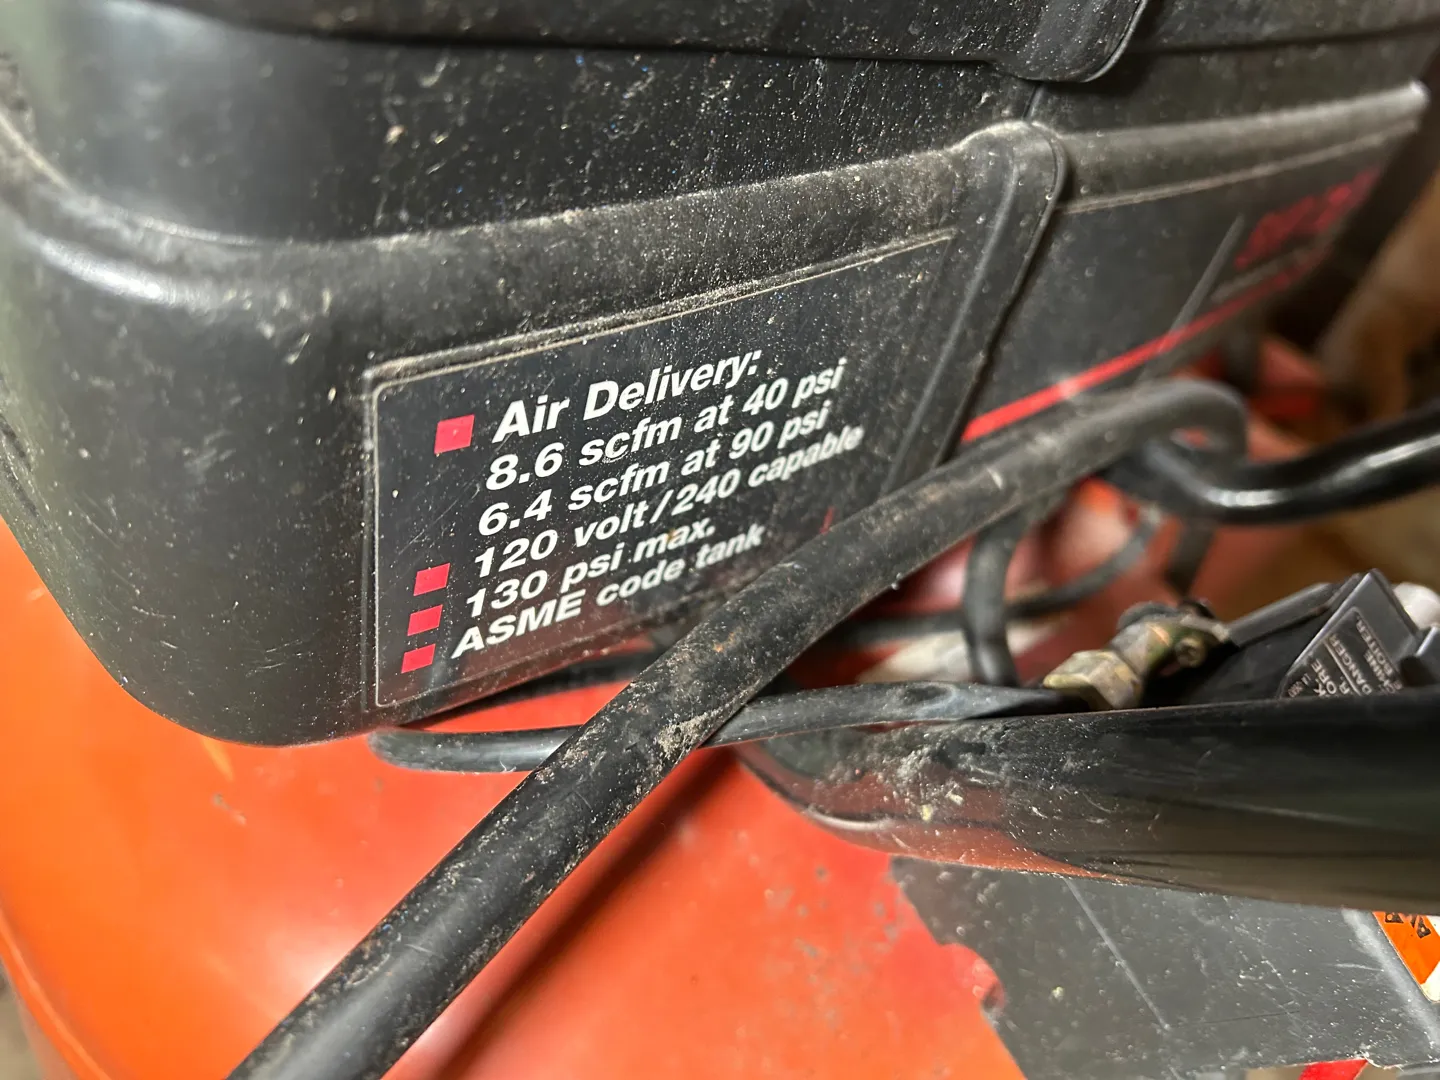 Air Delivery:
8.6 scfm at 40 psi
6.4 scfm at 90 psi
120 volt/240 capable
130 psi max.
ASME code tank
DANGER